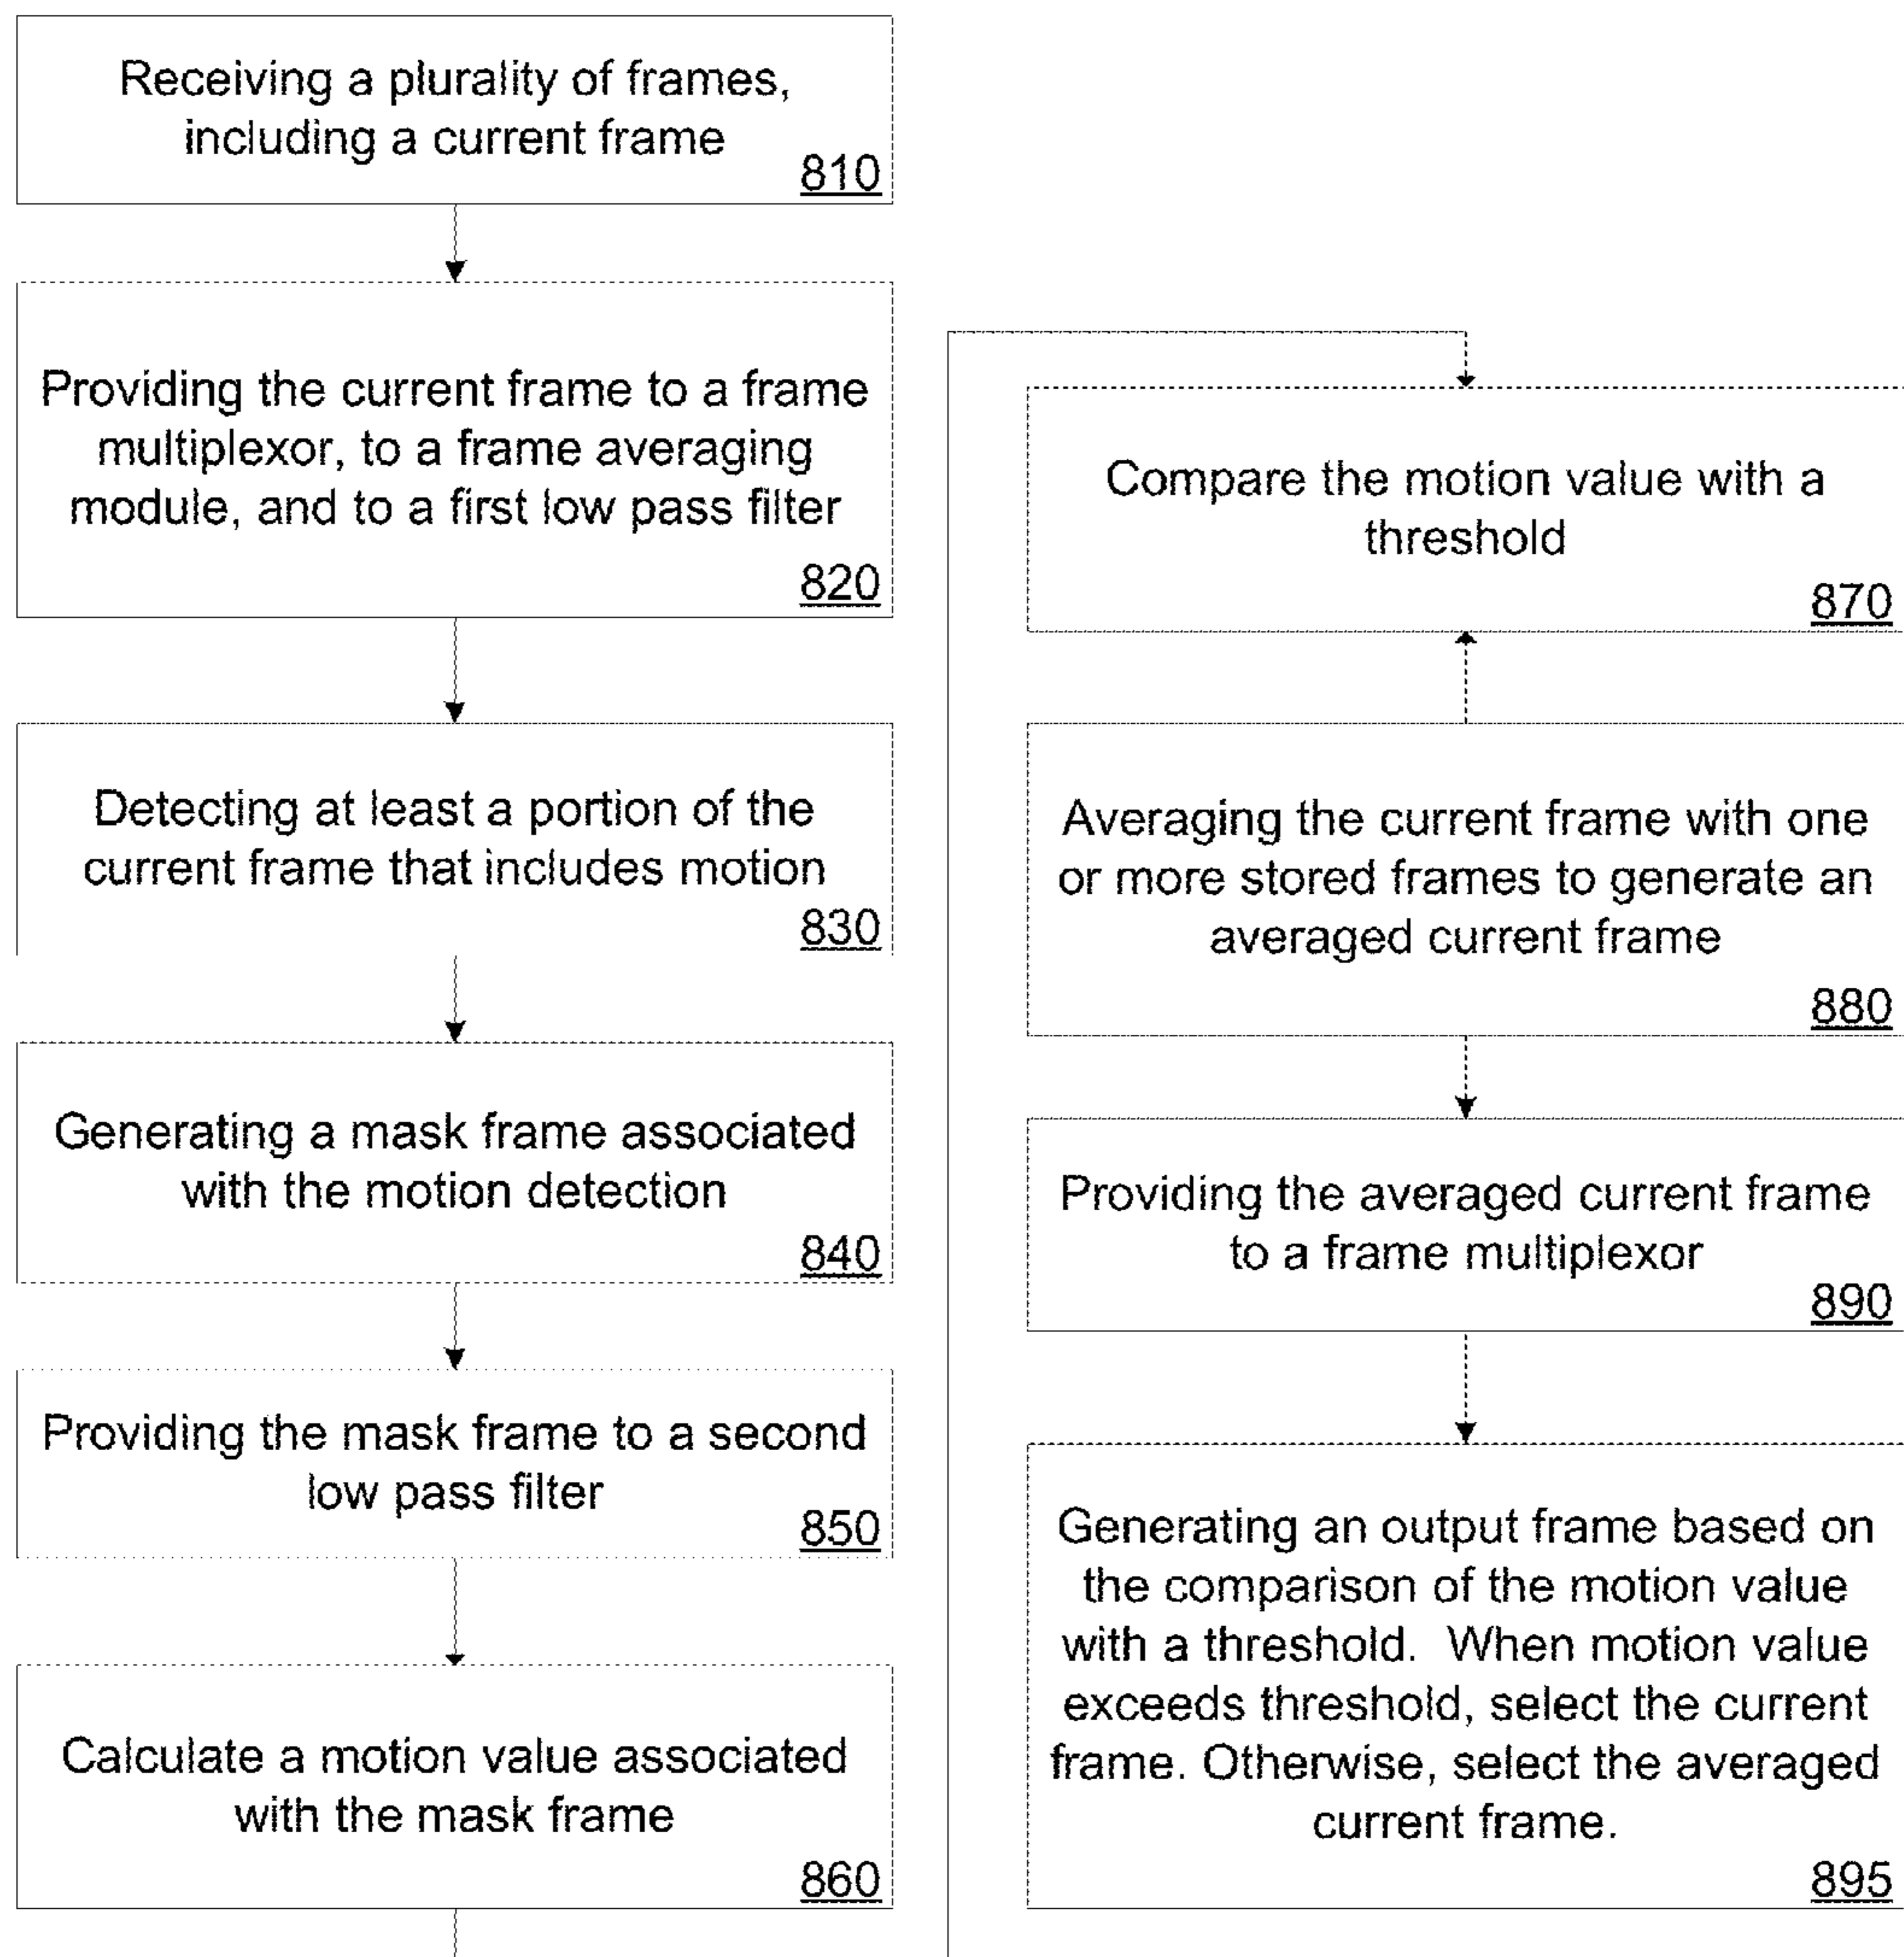 Receiving a plurality of frames,
including a current frame
810
Providing the current frame to a frame
multiplexor, to a frame averaging
module, and to a first low pass filter
820
Detecting at least a portion of the
current frame that includes motion
830
Generating a mask frame associated
with the motion detection
840
Providing the mask frame to a second
low pass filter
850
Calculate a motion value associated
with the mask frame
860
Compare the motion value with a
threshold
870
Averaging the current frame with one
or more stored frames to generate an
averaged current frame
880
Providing the averaged current frame
to a frame multiplexor
890
Generating an output frame based on
the comparison of the motion value
with a threshold.  When motion value
exceeds threshold, select the current
frame. Otherwise, select the averaged
current frame.
895